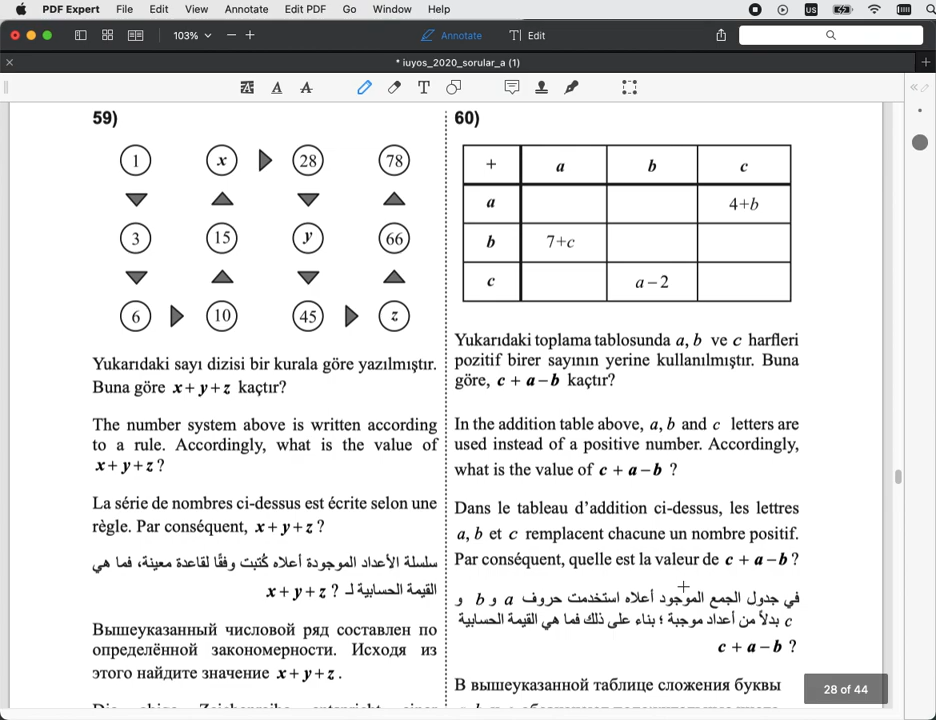 PDF Expert File Edit View Annotate Edit PDF Go Window Help
US
103% Annotate Edit
* iuyos_2020_sorular_a (1)
59)
1 x 28 78
3 15 y 66
6 10 45 z
Yukarıdaki sayı dizisi bir kurala göre yazılmıştır.
Buna göre x + y + z kaçtır?
The number system above is written according
to a rule. Accordingly, what is the value of
x + y + z ?
La série de nombres ci-dessus est écrite selon une
règle. Par conséquent, x + y + z ?
سلسلة الأعداد الموجودة أعلاه كُتبت وفقًا لقاعدة معينة، فما هي
القيمة الحسابية لـ x + y + z ?
Вышеуказанный числовой ряд составлен по
определённой закономерности. Исходя из
этого найдите значение x + y + z .
60)
+ a b c
a 4+b
b 7+c
c a−2
Yukarıdaki toplama tablosunda a, b ve c harfleri
pozitif birer sayının yerine kullanılmıştır. Buna
göre, c + a − b kaçtır?
In the addition table above, a, b and c letters are
used instead of a positive number. Accordingly,
what is the value of c + a − b ?
Dans le tableau d’addition ci-dessus, les lettres
a, b et c remplacent chacune un nombre positif.
Par conséquent, quelle est la valeur de c + a − b ?
في جدول الجمع الموجود أعلاه استخدمت حروف a و b و
c بدلاً من أعداد موجبة ؛ بناء على ذلك فما هي القيمة الحسابية
c + a − b ?
В вышеуказанной таблице сложения буквы
28 of 44